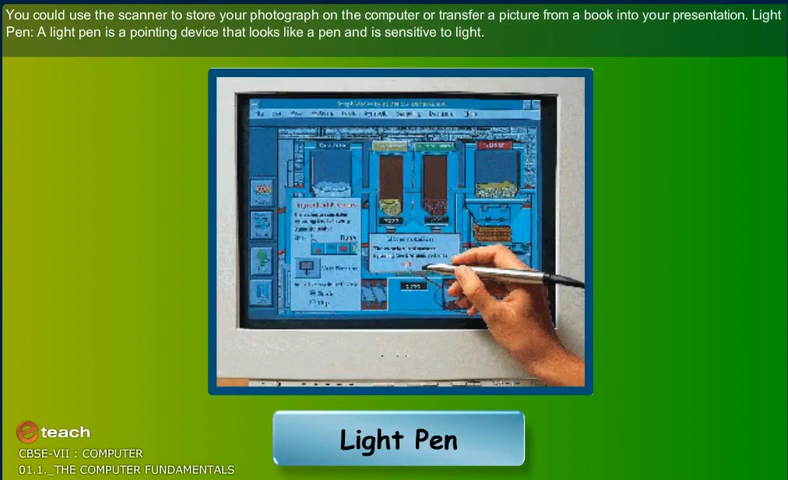 You could use the scanner to store your photograph on the computer or transfer a picture from a book into your presentation. Light
Pen: A light pen is a pointing device that looks like a pen and is sensitive to light.
Light Pen
e teach
CBSE-VII : COMPUTER
01.1._THE COMPUTER FUNDAMENTALS